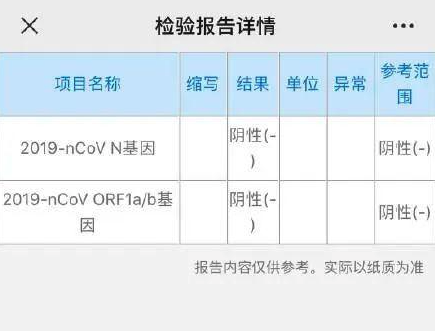 检验报告详情
项目名称 缩写 结果 单位 异常 参考范
围
2019-nCoV N基因 阴性(- 阴性(-)
)
2019-nCoV ORF1a/b基 阴性(- 阴性(-)
因 )
报告内容仅供参考。实际以纸质为准